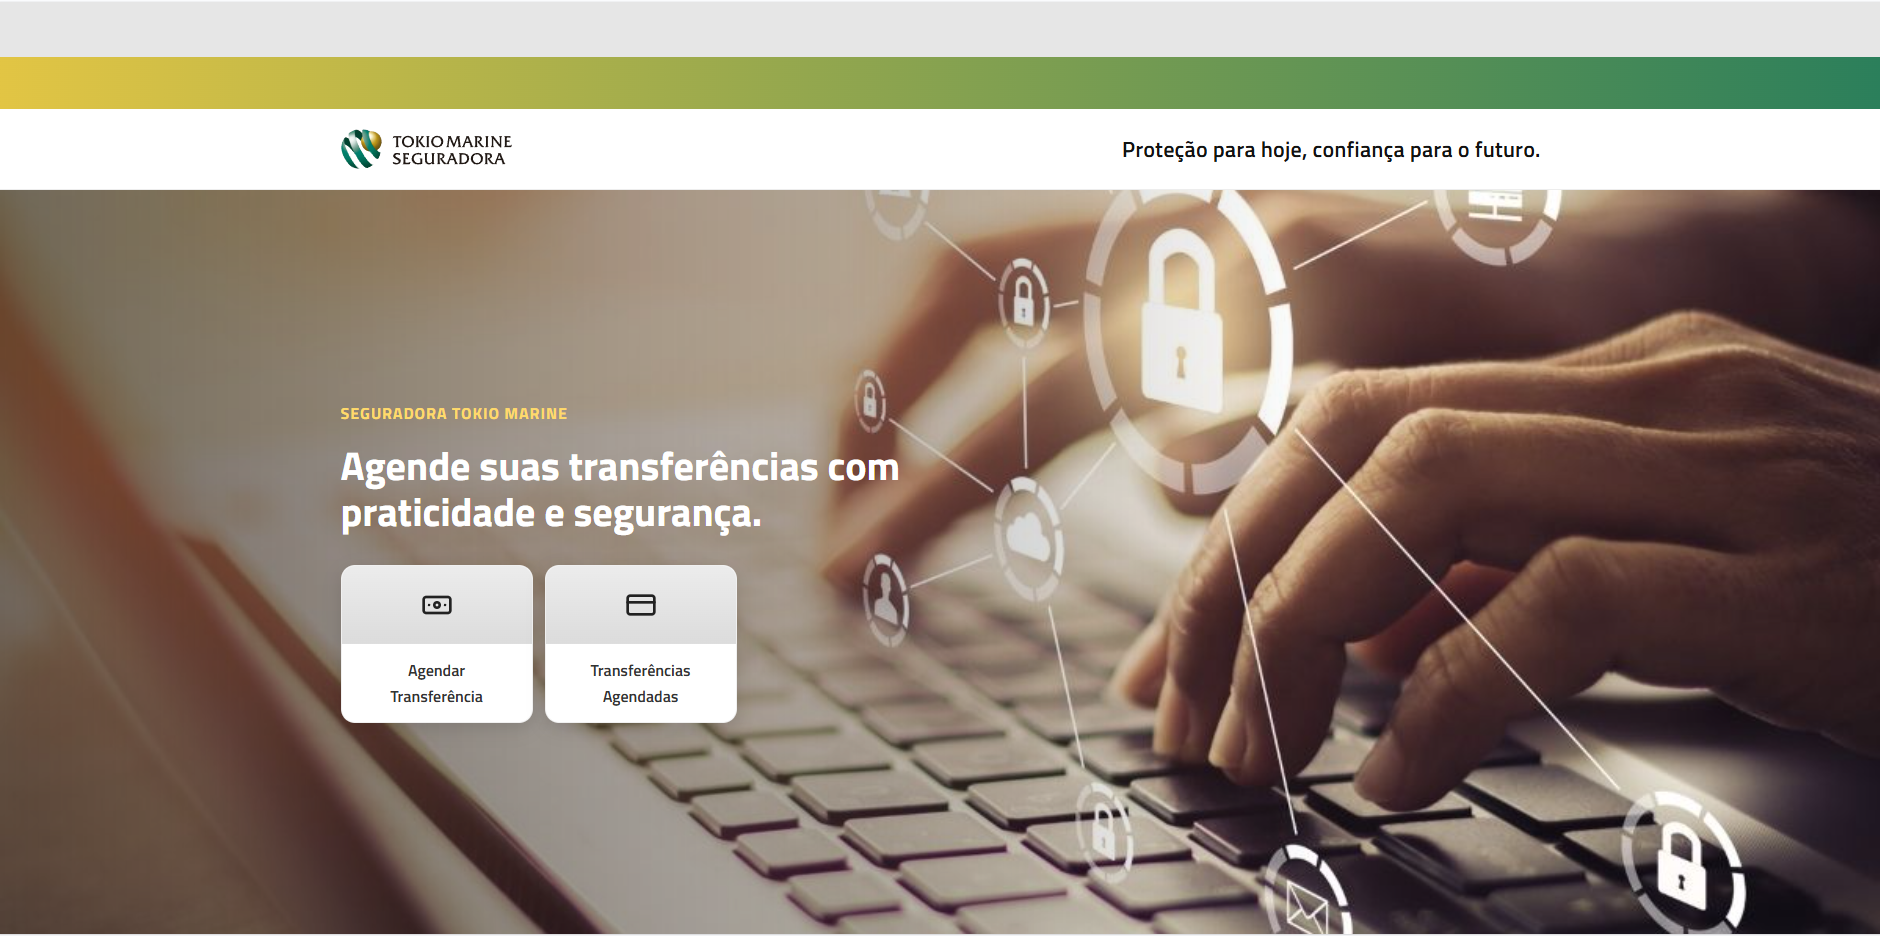 TOKIO MARINE
SEGURADORA
Proteção para hoje, confiança para o futuro.
SEGURADORA TOKIO MARINE
Agende suas transferências com
praticidade e segurança.
Agendar
Transferência
Transferências
Agendadas